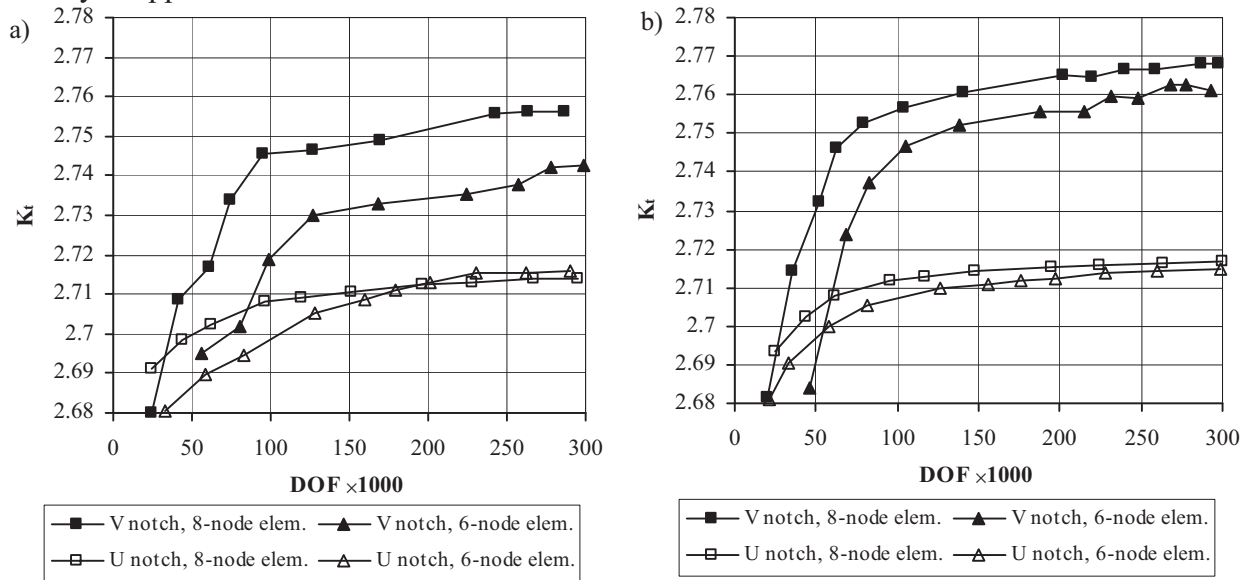 a)
2.78
2.77
2.76
2.75
2.74
2.73
2.72
2.71
2.7
2.69
2.68
Kt
0 50 100 150 200 250 300
DOF ×1000
V notch, 8-node elem. V notch, 6-node elem.
U notch, 8-node elem. U notch, 6-node elem.
b)
2.78
2.77
2.76
2.75
2.74
2.73
2.72
2.71
2.7
2.69
2.68
Kt
0 50 100 150 200 250 300
DOF ×1000
V notch, 8-node elem. V notch, 6-node elem.
U notch, 8-node elem. U notch, 6-node elem.